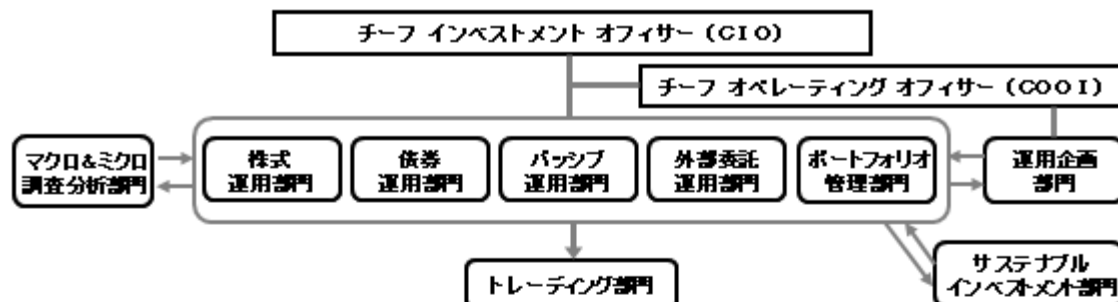 チーフ インベストメント オフィサー（CIO）
チーフ オペレーティング オフィサー（COOI）
マクロ&ミクロ
調査分析部門
株式
運用部門
債券
運用部門
パッシブ
運用部門
外部委託
運用部門
ポートフォリオ
管理部門
運用企画
部門
トレーディング部門
サステナブル
インベストメント部門